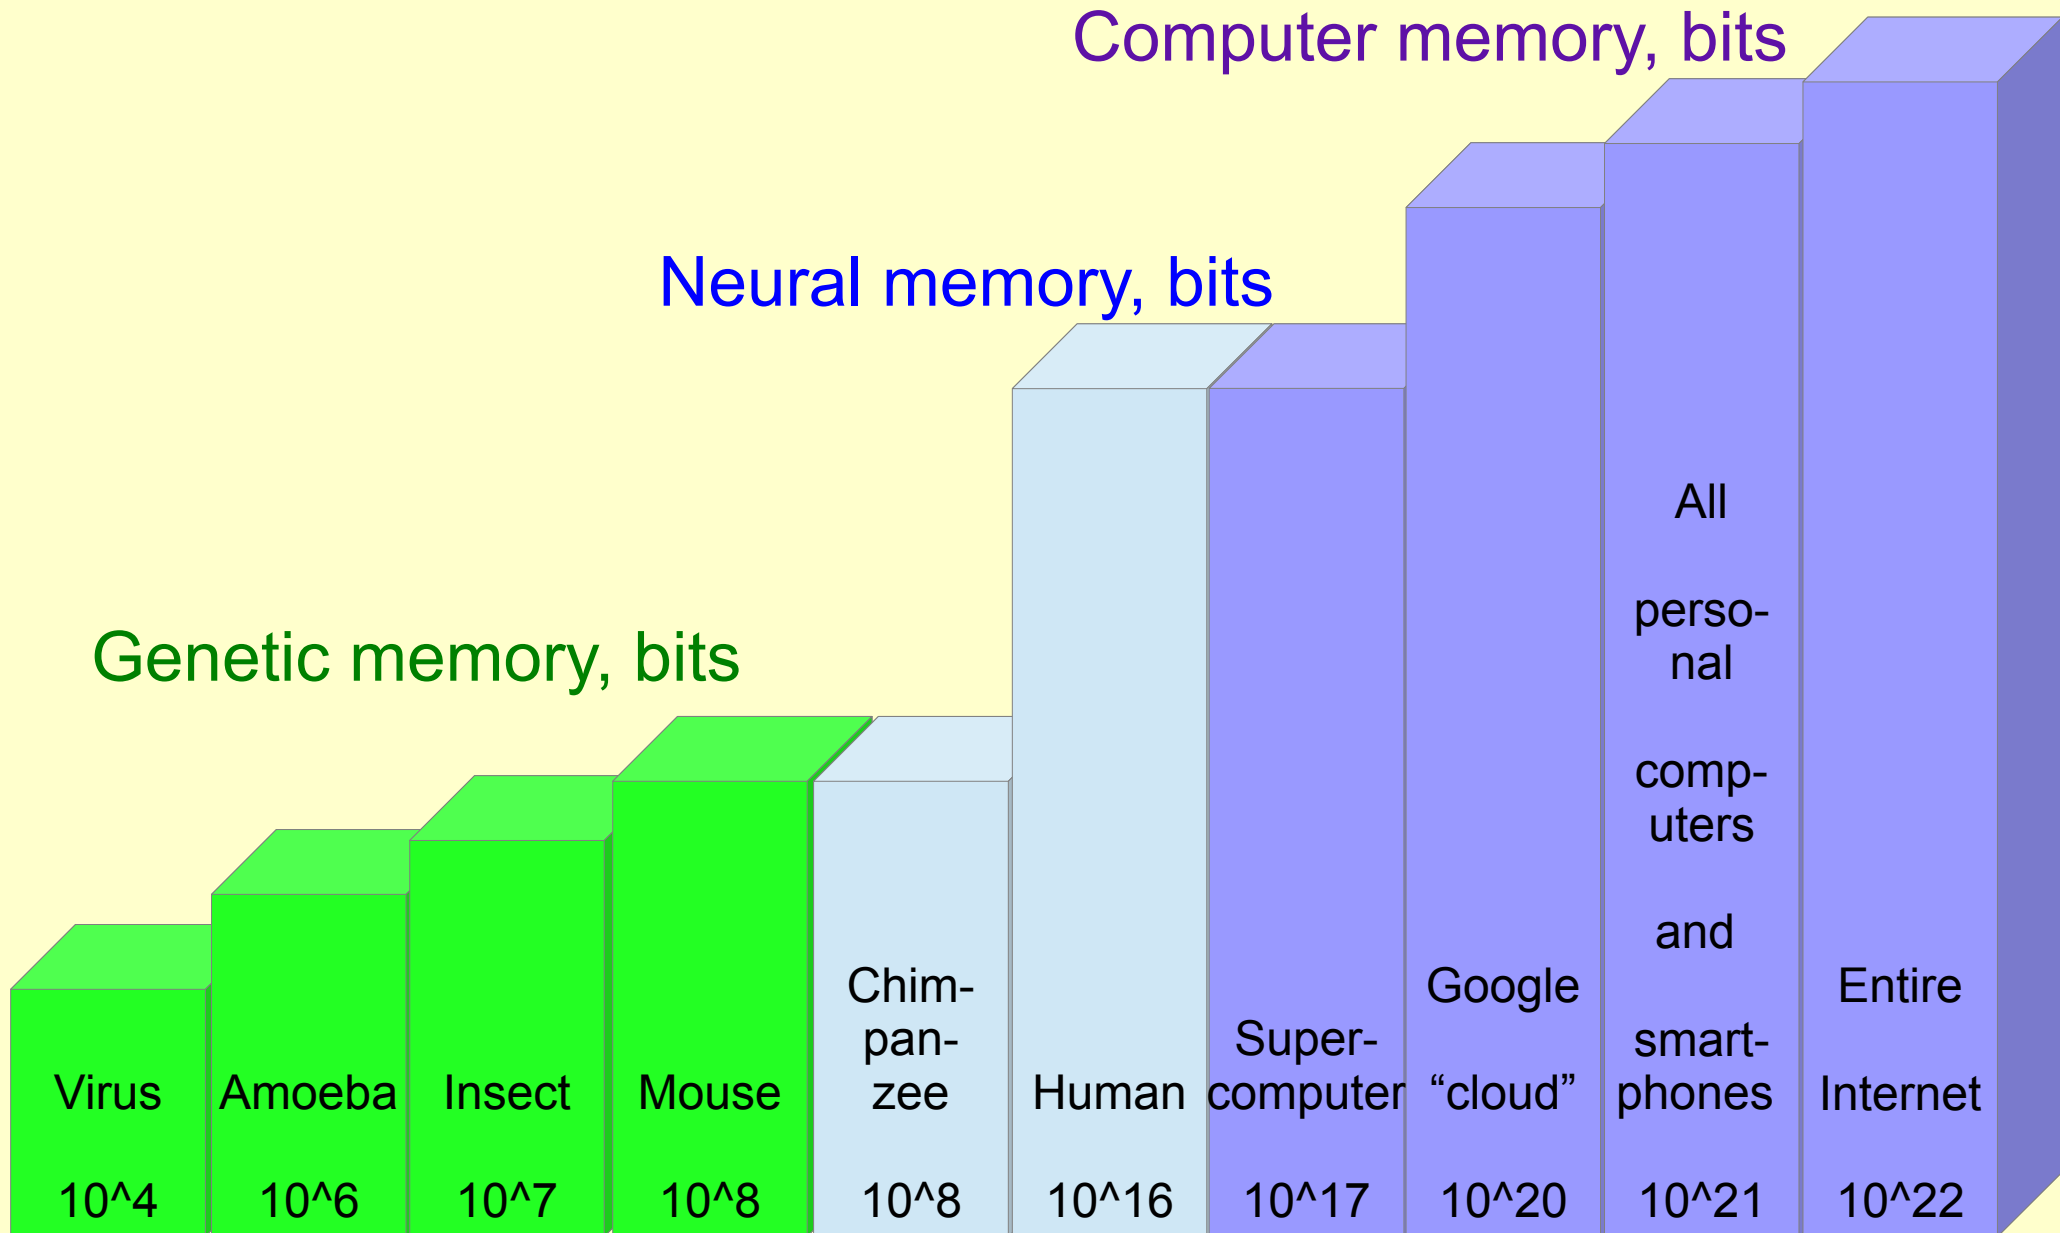 Computer memory, bits
Neural memory, bits
Genetic memory, bits
Virus
10^4
Amoeba
10^6
Insect
10^7
Mouse
10^8
Chim-
pan-
zee
10^8
Human
10^16
Super-
computer
10^17
Google
“cloud”
10^20
All
perso-
nal
comp-
uters
and
smart-
phones
10^21
Entire
Internet
10^22